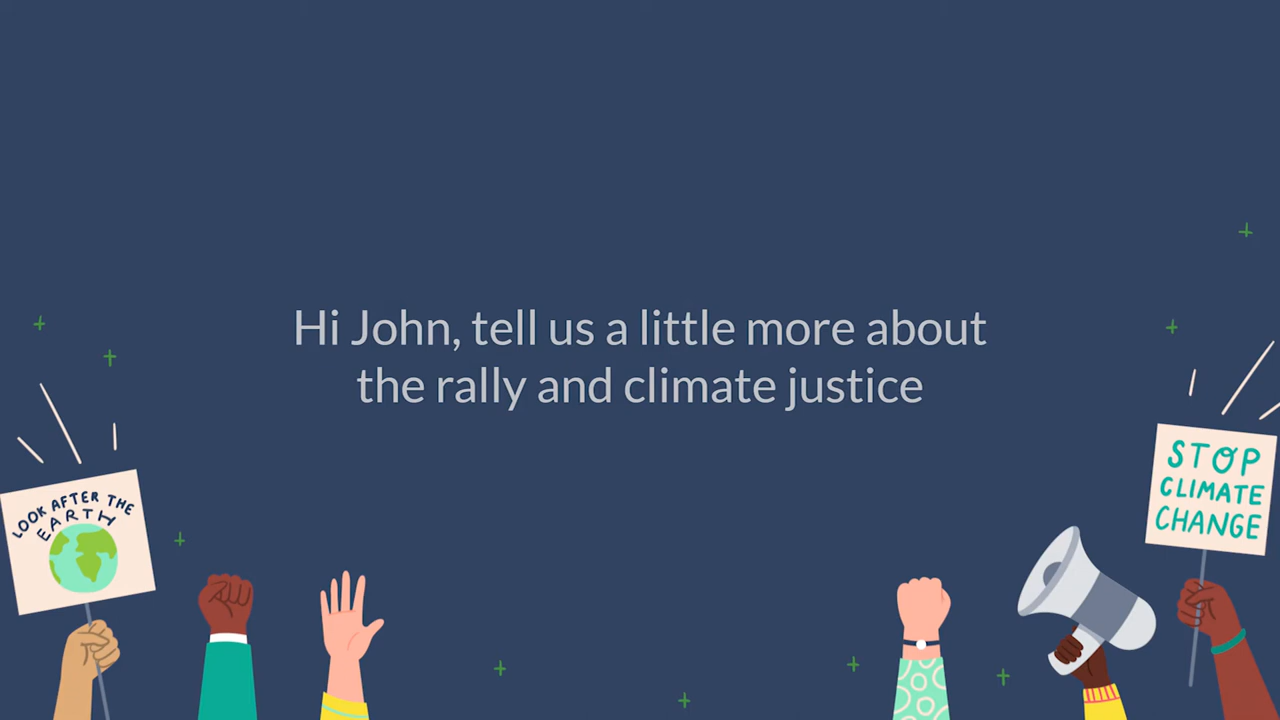 Hi John, tell us a little more about
the rally and climate justice
LOOK AFTER THE
EARTH
STOP
CLIMATE
CHANGE